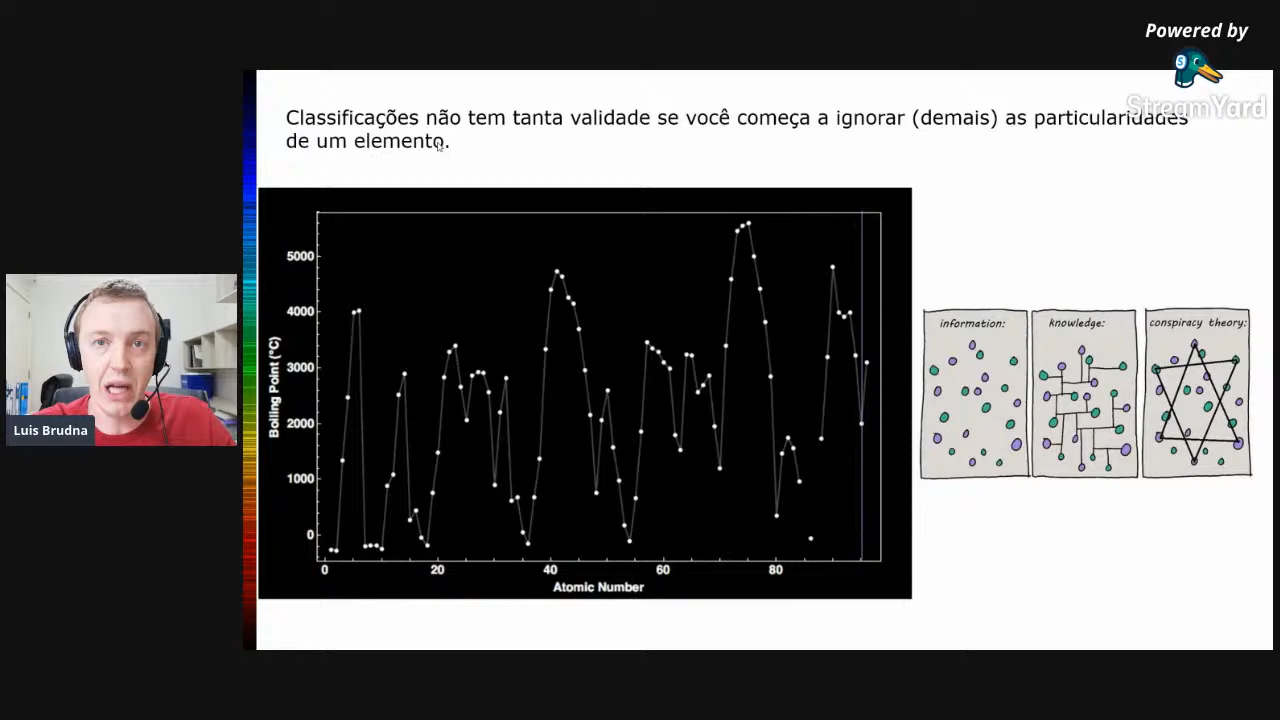 Powered by
S
StreamYard
Classificações não tem tanta validade se você começa a ignorar (demais) as particularidades
de um elemento.
5000
4000
3000
2000
1000
0
Boiling Point (°C)
0
20
40
60
80
Atomic Number
information:
knowledge:
conspiracy theory:
Luis Brudna